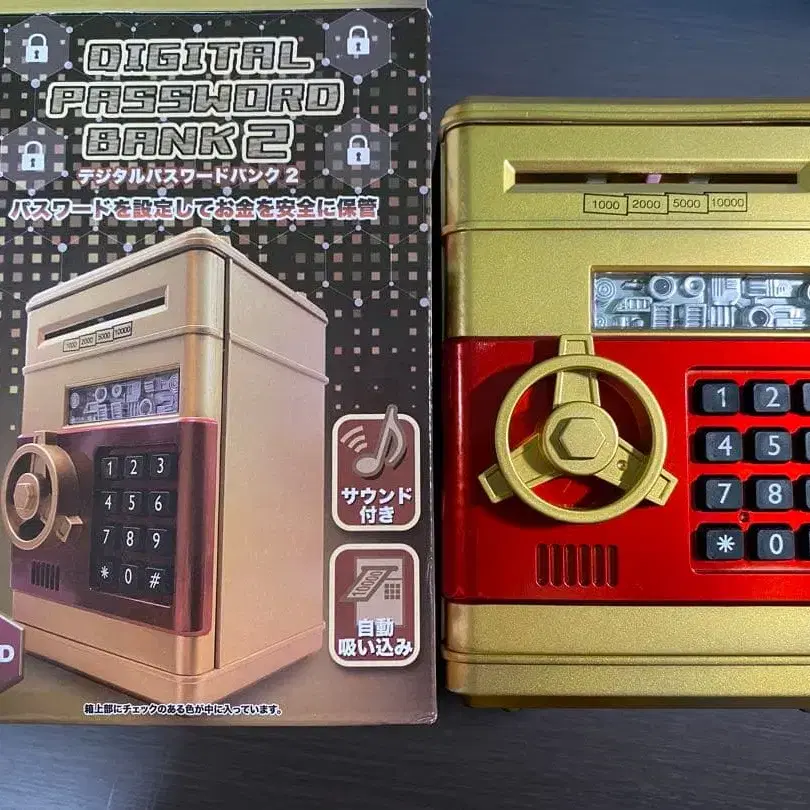 DIGITAL
PASSWORD
BANK 2
デジタルパスワードバンク2
パスワードを設定してお金を安全に保管
1000 2000 5000 10000
1 2 3
4 5 6
7 8 9
* 0 #
サウンド
付き
10000
自動
吸い込み
D
箱上部にチェックのある色が中に入っています。
1000 2000 5000 10000
1 2
4 5
7 8
* 0